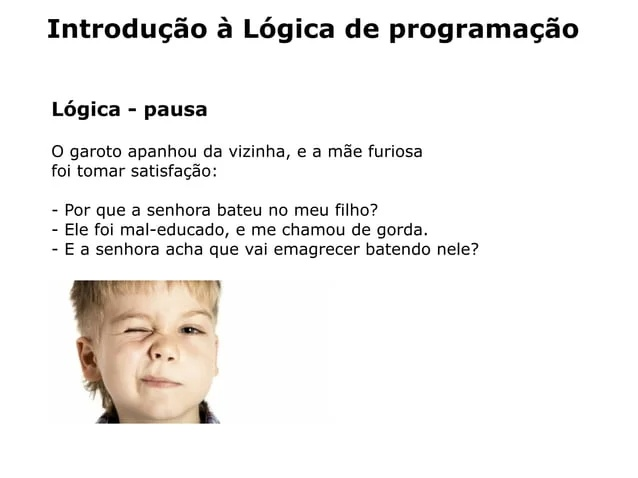 Introdução à Lógica de programação
Lógica - pausa
O garoto apanhou da vizinha, e a mãe furiosa
foi tomar satisfação:
- Por que a senhora bateu no meu filho?
- Ele foi mal-educado, e me chamou de gorda.
- E a senhora acha que vai emagrecer batendo nele?